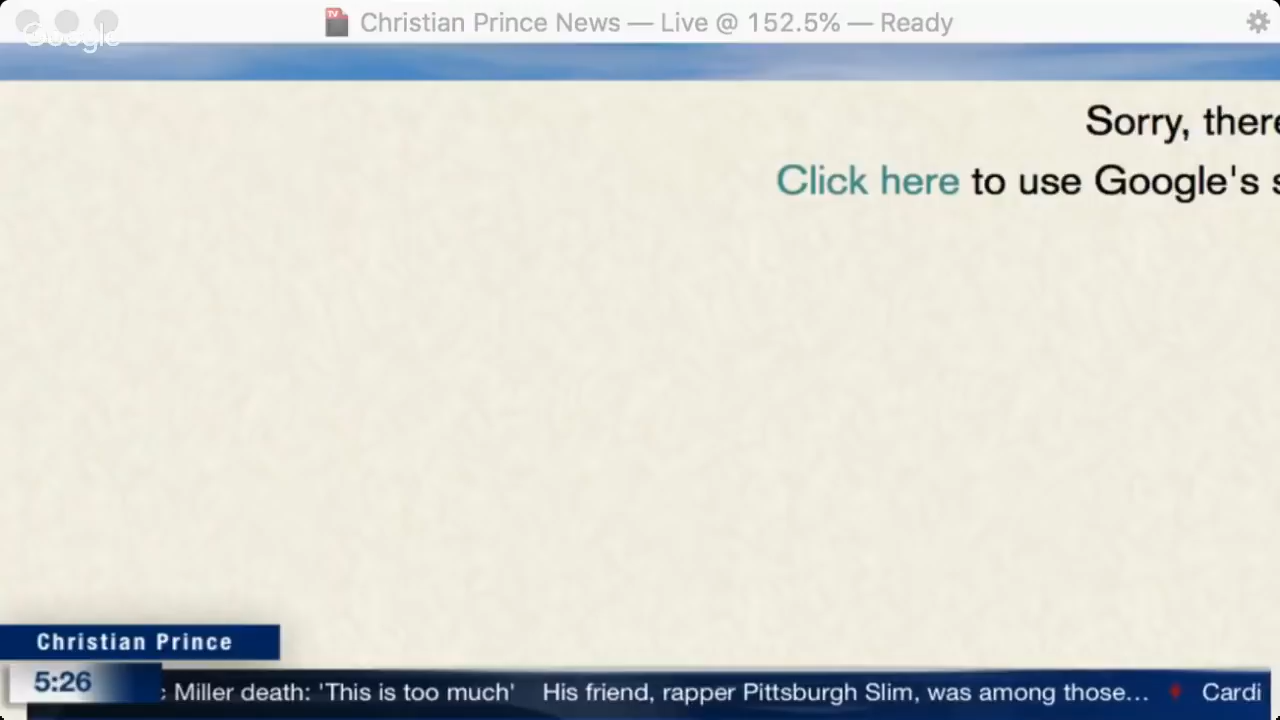 Christian Prince News — Live @ 152.5% — Ready
Google
Sorry, there
Click here to use Google's s
Christian Prince
5:26
c Miller death: 'This is too much' His friend, rapper Pittsburgh Slim, was among those... Cardi